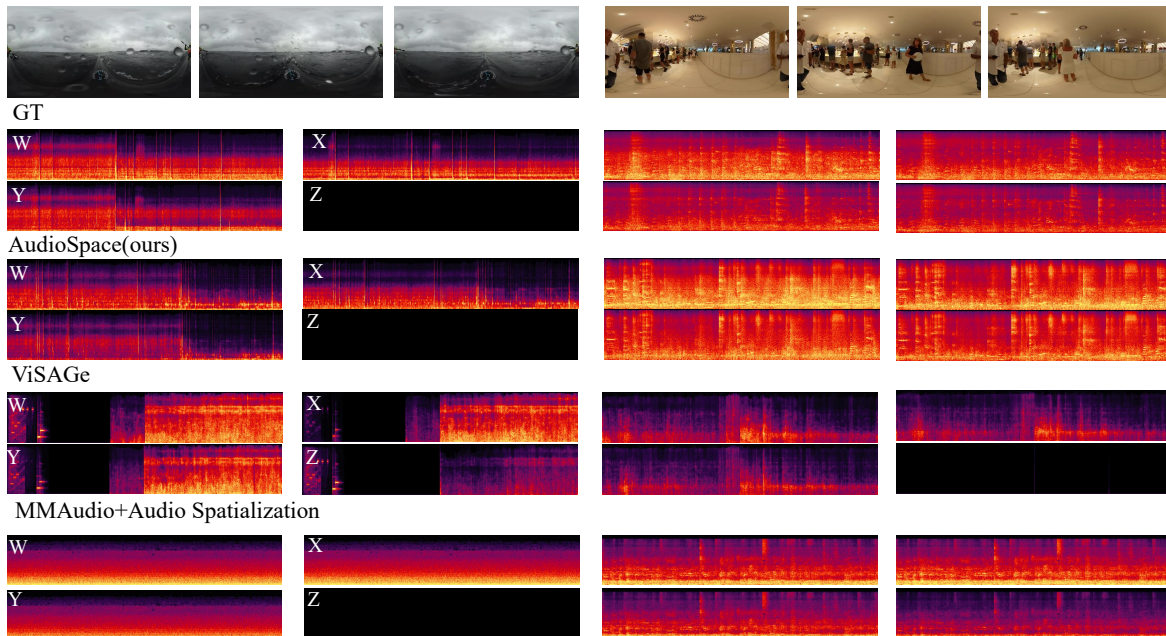 GT
W X
Y Z
AudioSpace(ours)
W X
Y Z
ViSAGe
W X
Y Z
MMAudio+Audio Spatialization
W X
Y Z